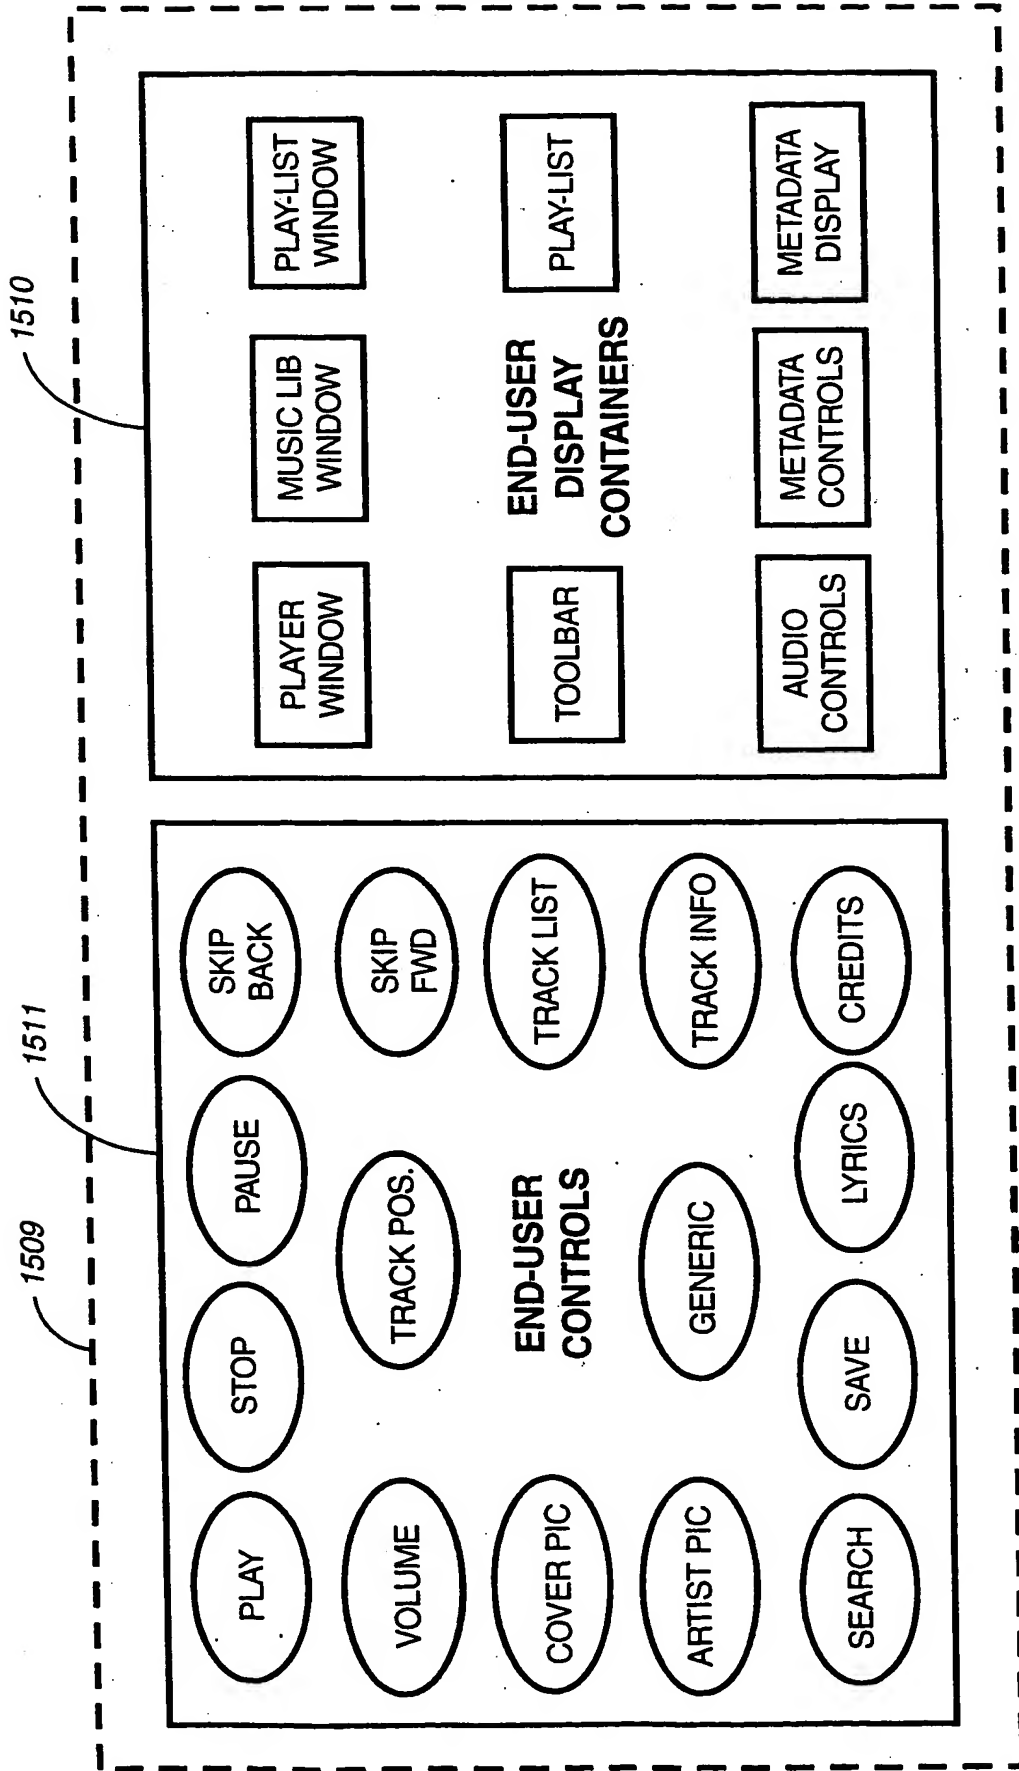 1509
1511
1510
PLAY
STOP
PAUSE
SKIP
BACK
VOLUME
TRACK POS.
SKIP
FWD
COVER PIC
END-USER
CONTROLS
TRACK LIST
ARTIST PIC
GENERIC
TRACK INFO
SEARCH
SAVE
LYRICS
CREDITS
PLAYER
WINDOW
MUSIC LIB
WINDOW
PLAY-LIST
WINDOW
TOOLBAR
END-USER
DISPLAY
CONTAINERS
PLAY-LIST
AUDIO
CONTROLS
METADATA
CONTROLS
METADATA
DISPLAY